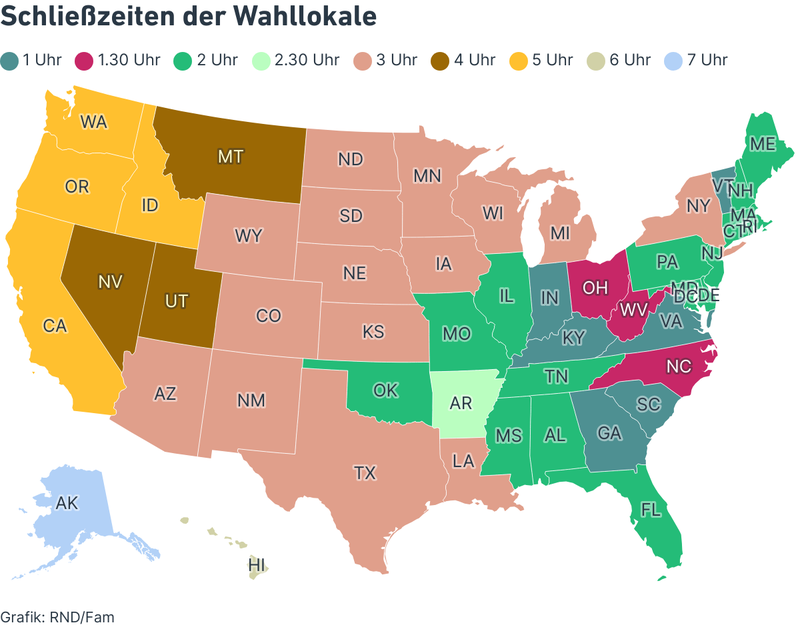 Schließzeiten der Wahllokale
1 Uhr 1.30 Uhr 2 Uhr 2.30 Uhr 3 Uhr 4 Uhr 5 Uhr 6 Uhr 7 Uhr
WA
MT
ND
MN
ME
OR
ID
SD
WI
MI
NY
VT
NH
MA
CT
RI
WY
IA
NE
PA
NJ
NV
UT
CO
KS
MO
IL
IN
OH
WV
MD
DC
DE
VA
KY
CA
AZ
NM
OK
AR
TN
NC
SC
MS
AL
GA
TX
LA
FL
AK
HI
Grafik: RND/Fam